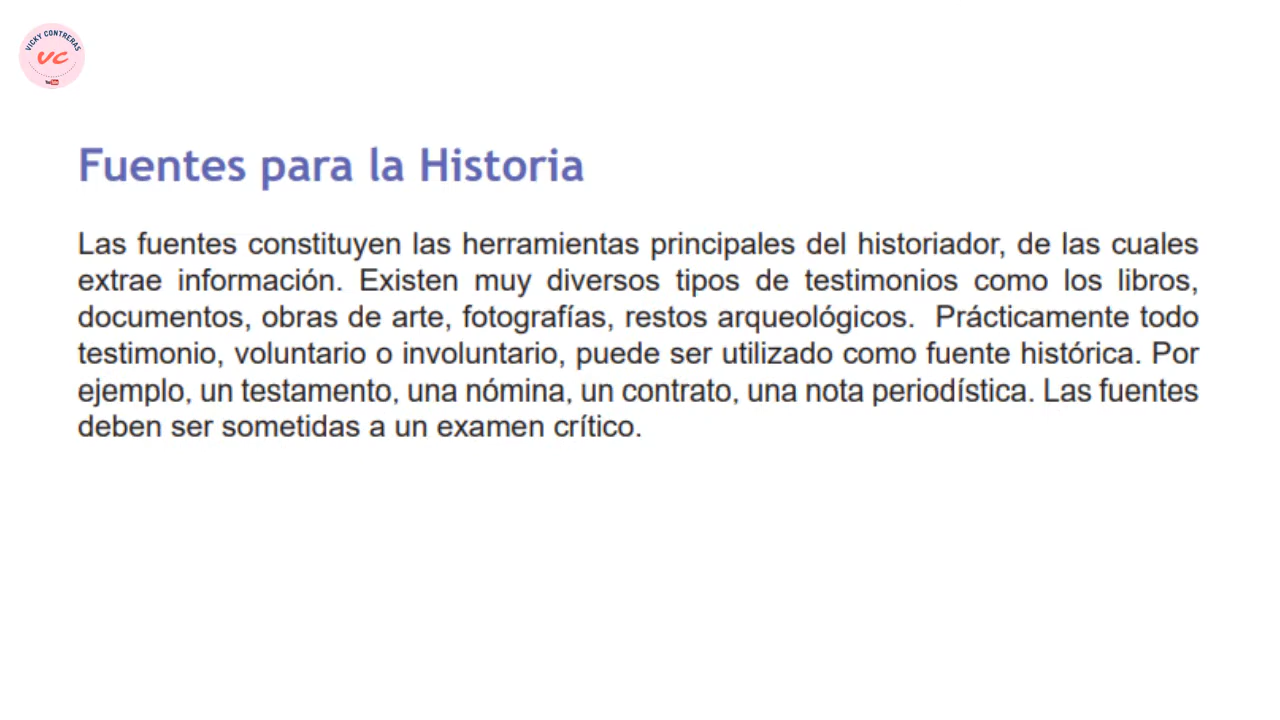 VICKY CONTRERAS
VC
Fuentes para la Historia
Las fuentes constituyen las herramientas principales del historiador, de las cuales
extrae información. Existen muy diversos tipos de testimonios como los libros,
documentos, obras de arte, fotografías, restos arqueológicos.  Prácticamente todo
testimonio, voluntario o involuntario, puede ser utilizado como fuente histórica. Por
ejemplo, un testamento, una nómina, un contrato, una nota periodística. Las fuentes
deben ser sometidas a un examen crítico.